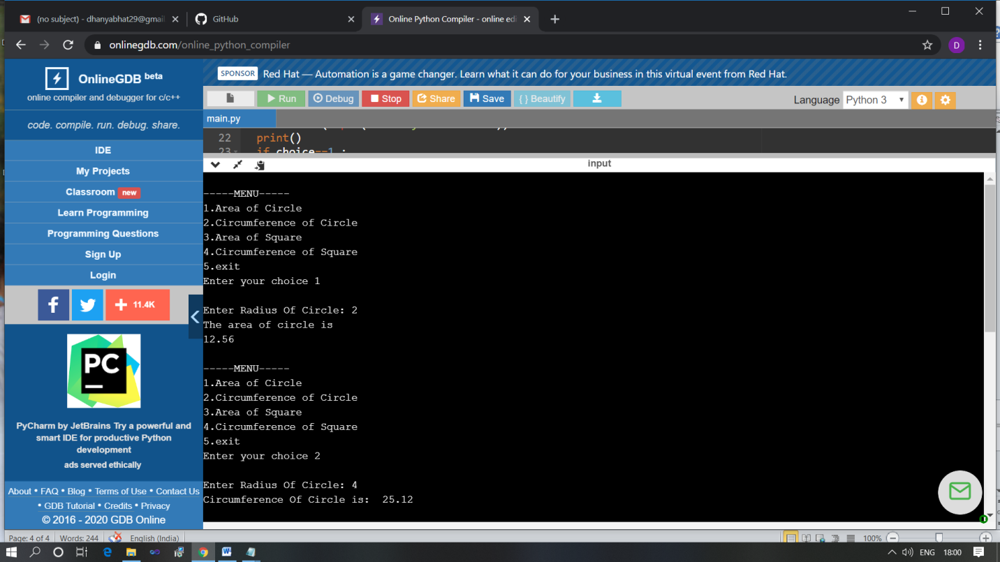 (no subject) - dhanyabhat29@gmail
GitHub
Online Python Compiler - online edi
onlinegdb.com/online_python_compiler
D
OnlineGDB beta
online compiler and debugger for c/c++
code. compile. run. debug. share.
IDE
My Projects
Classroom new
Learn Programming
Programming Questions
Sign Up
Login
11.4K
PC
PyCharm by JetBrains Try a powerful and
smart IDE for productive Python
development
ads served ethically
About • FAQ • Blog • Terms of Use • Contact Us
• GDB Tutorial • Credits • Privacy
© 2016 - 2020 GDB Online
SPONSOR Red Hat — Automation is a game changer. Learn what it can do for your business in this virtual event from Red Hat.
Run Debug Stop Share Save { } Beautify
Language Python 3
main.py
22 print()
23 if choice==1 :
input
-----MENU-----
1.Area of Circle
2.Circumference of Circle
3.Area of Square
4.Circumference of Square
5.exit
Enter your choice 1
Enter Radius Of Circle: 2
The area of circle is
12.56
-----MENU-----
1.Area of Circle
2.Circumference of Circle
3.Area of Square
4.Circumference of Square
5.exit
Enter your choice 2
Enter Radius Of Circle: 4
Circumference Of Circle is:  25.12
Page: 4 of 4 Words: 244 English (India) 100%
ENG 18:00